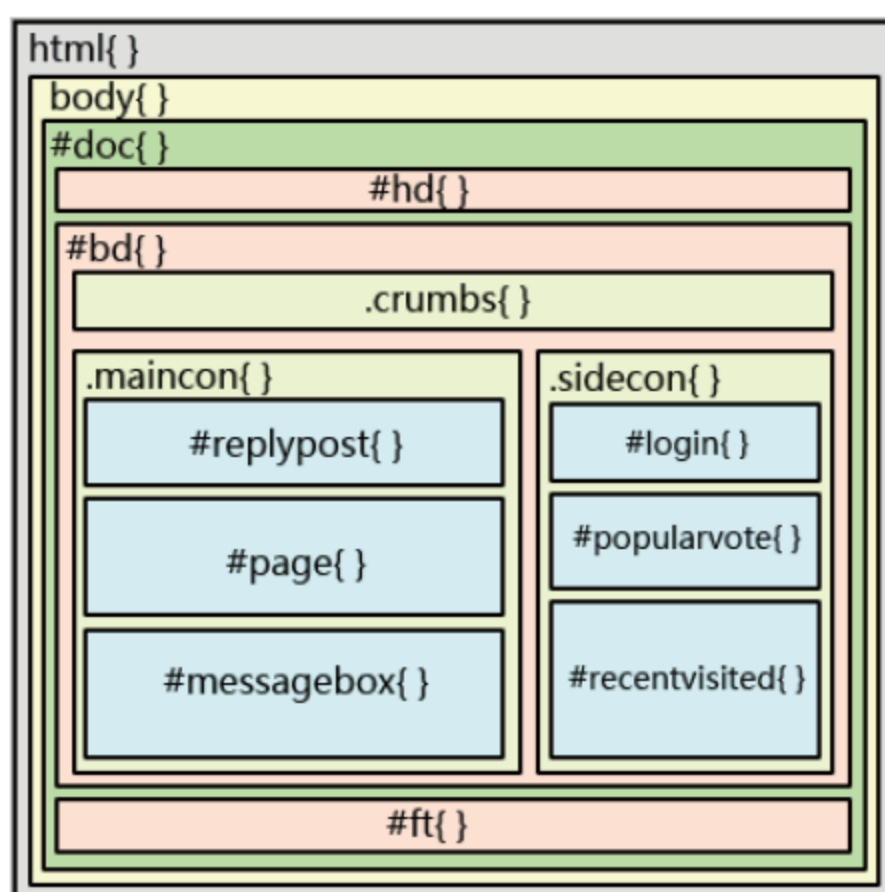 html{ }
body{ }
#doc{ }
#hd{ }
#bd{ }
.crumbs{ }
.maincon{ }
#replypost{ }
#page{ }
#messagebox{ }
.sidecon{ }
#login{ }
#popularvote{ }
#recentvisited{ }
#ft{ }